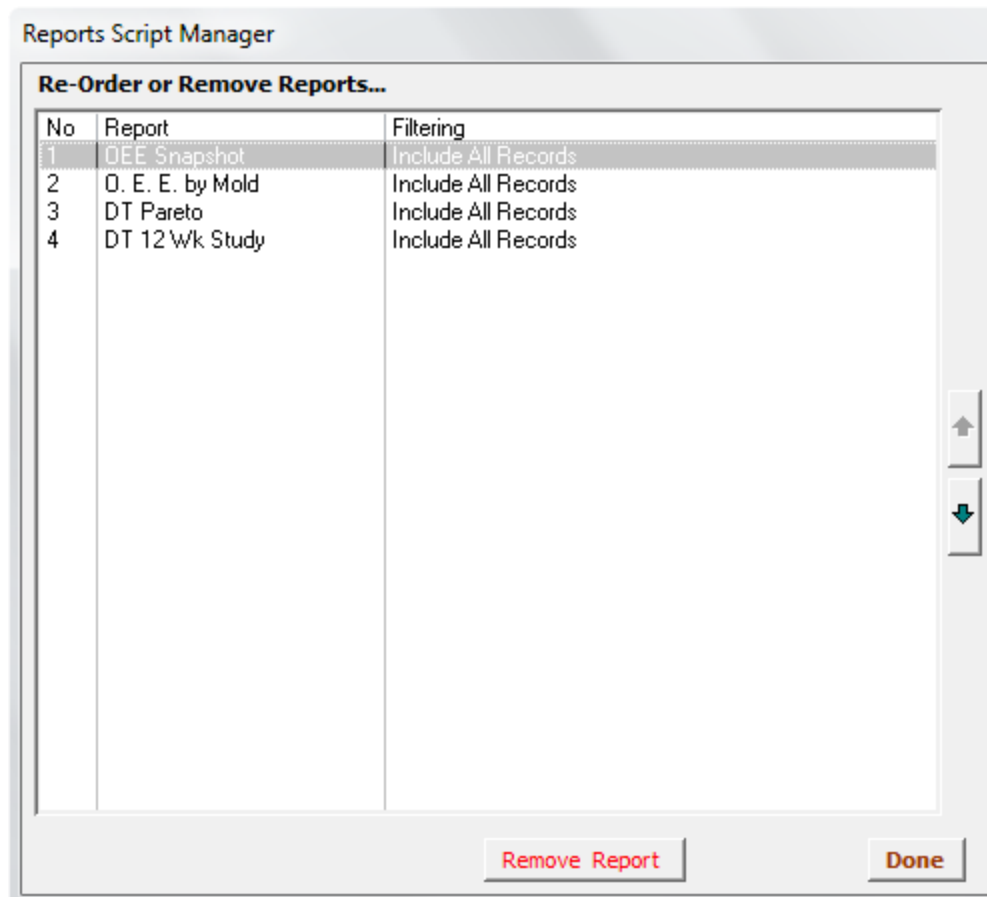 Reports Script Manager
Re-Order or Remove Reports...
No Report Filtering
1 OEE Snapshot Include All Records
2 O. E. E. by Mold Include All Records
3 DT Pareto Include All Records
4 DT 12 Wk Study Include All Records
Remove Report Done